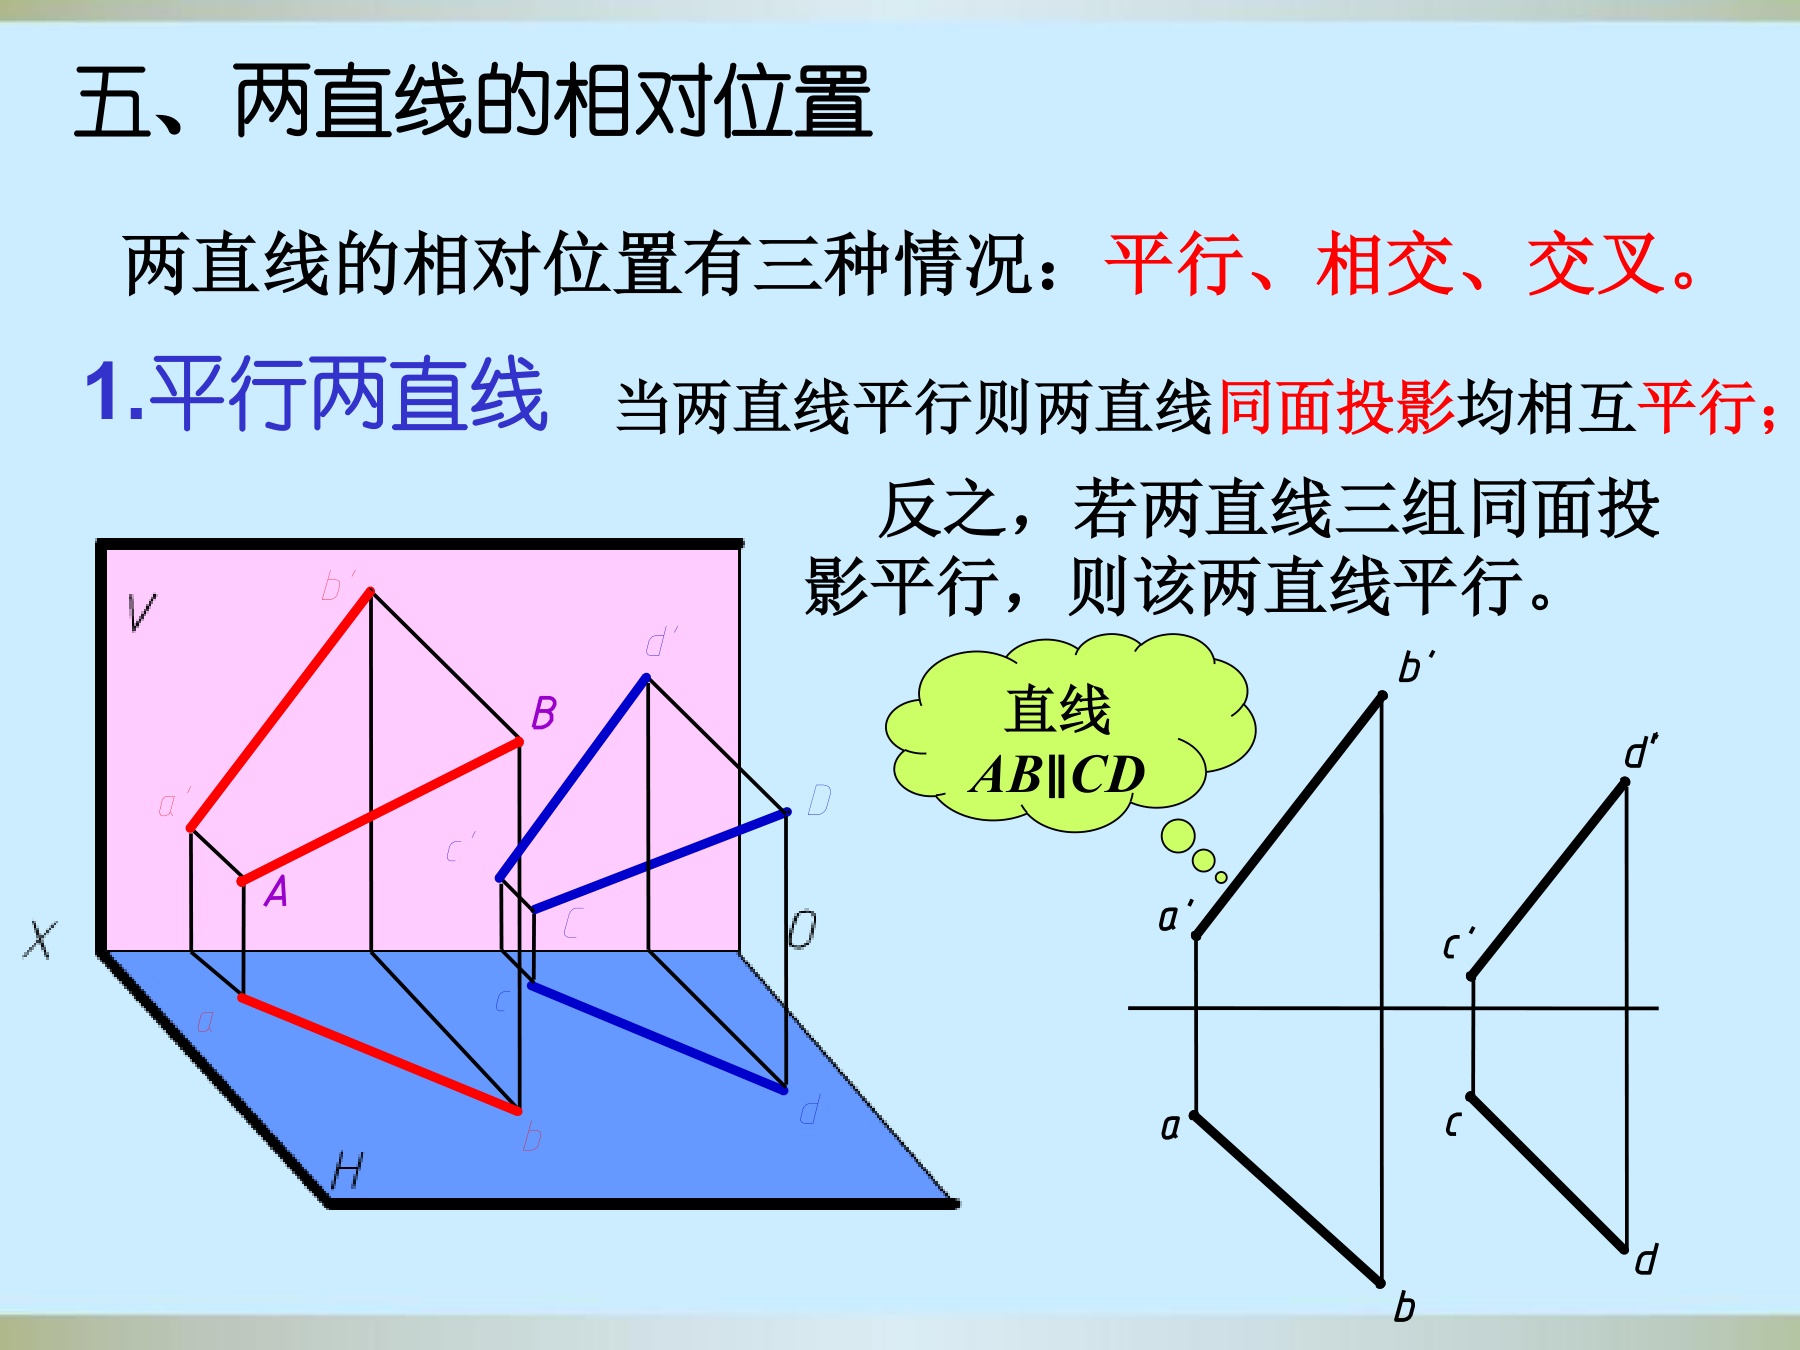 五、两直线的相对位置
两直线的相对位置有三种情况：平行、相交、交叉。
1.平行两直线
当两直线平行则两直线同面投影均相互平行；
反之，若两直线三组同面投
影平行，则该两直线平行。
直线
AB∥CD
V
b′
d′
B
a′
c′
D
A
C
X
O
a
c
b
d
H
b′
d′
a′
c′
a
c
d
b